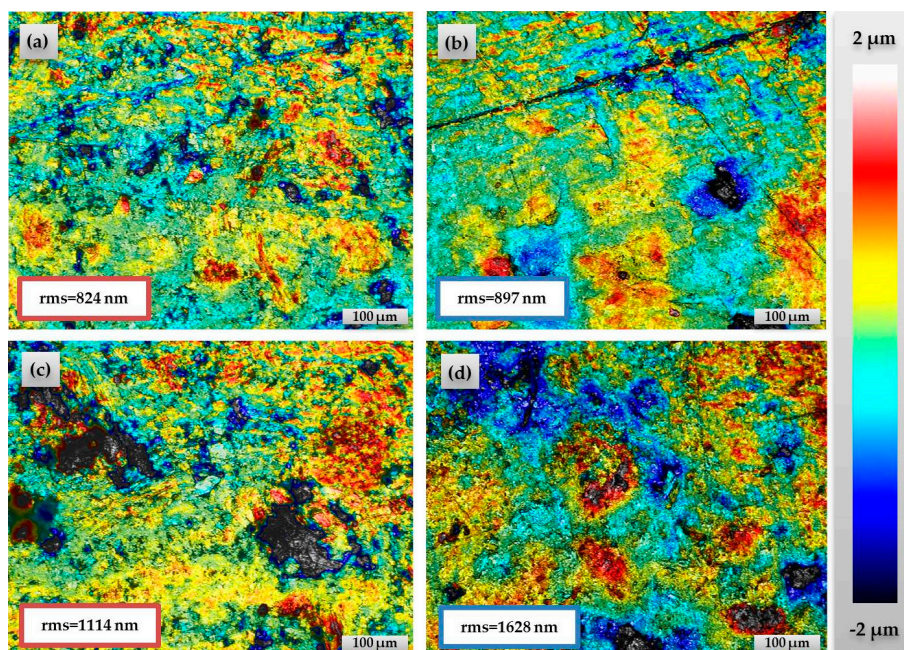 (a)
rms=824 nm
100 µm
(b)
rms=897 nm
100 µm
(c)
rms=1114 nm
100 µm
(d)
rms=1628 nm
100 µm
2 µm
-2 µm